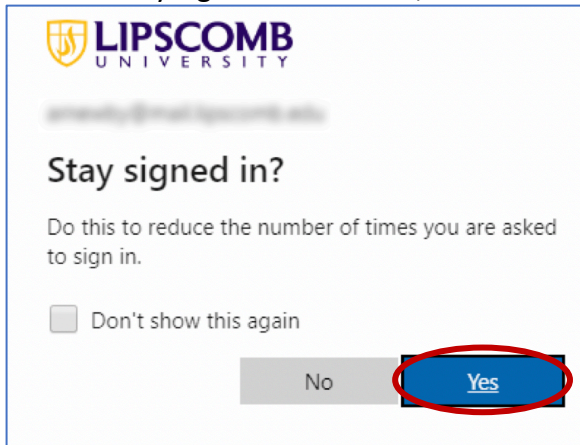 LIPSCOMB
UNIVERSITY
Stay signed in?
Do this to reduce the number of times you are asked
to sign in.
Don't show this again
No
Yes